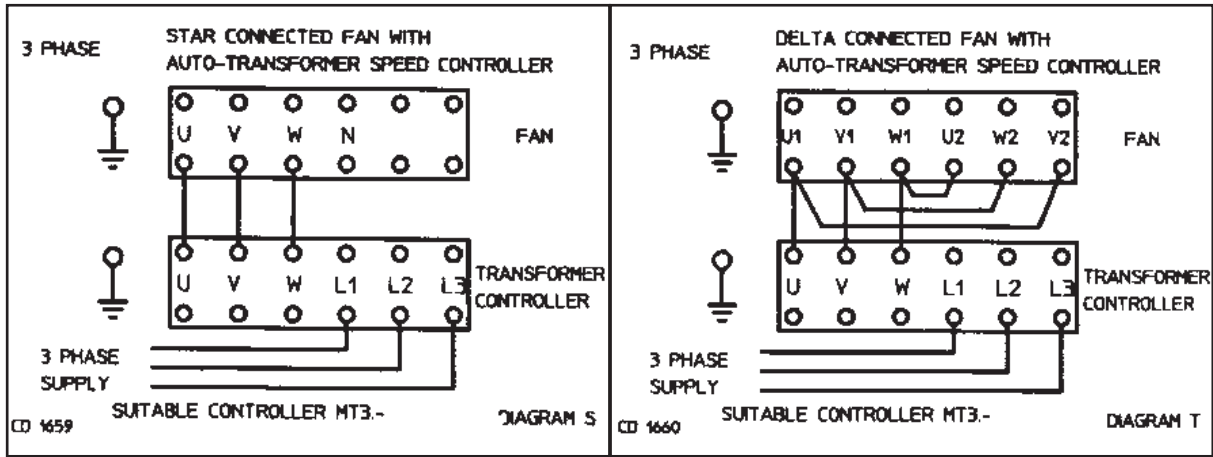 3 PHASE
STAR CONNECTED FAN WITH
AUTO-TRANSFORMER SPEED CONTROLLER
U V W N
FAN
U V W L1 L2 L3
TRANSFORMER
CONTROLLER
3 PHASE
SUPPLY
SUITABLE CONTROLLER MT3.-
CD 1659
DIAGRAM S
3 PHASE
DELTA CONNECTED FAN WITH
AUTO-TRANSFORMER SPEED CONTROLLER
U1 V1 W1 U2 W2 V2
FAN
U V W L1 L2 L3
TRANSFORMER
CONTROLLER
3 PHASE
SUPPLY
SUITABLE CONTROLLER MT3.-
CD 1660
DIAGRAM T